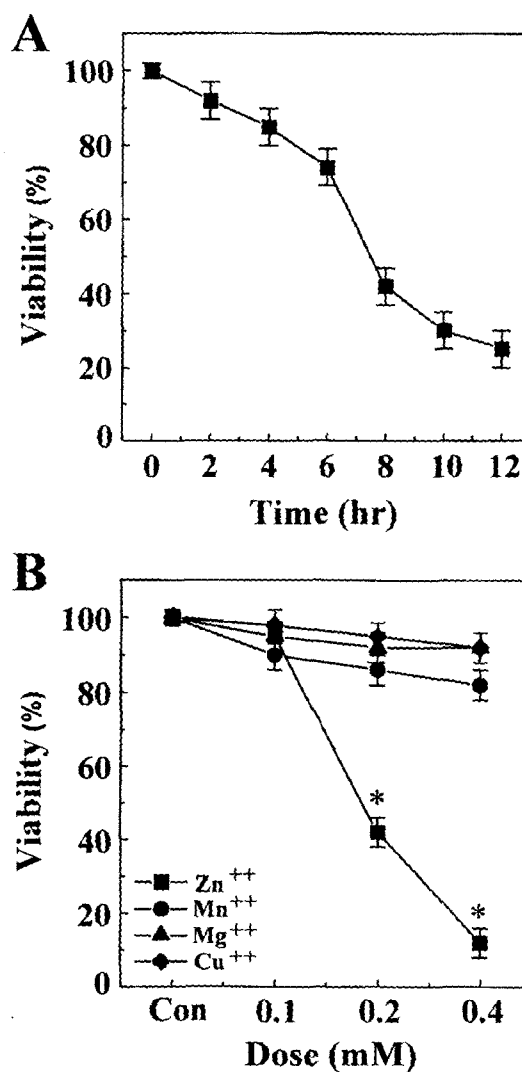 A
Viability (%)
100
80
60
40
20
0
0 2 4 6 8 10 12
Time (hr)
B
Viability (%)
100
80
60
40
20
0
*
*
Zn++
Mn++
Mg++
Cu++
Con 0.1 0.2 0.4
Dose (mM)